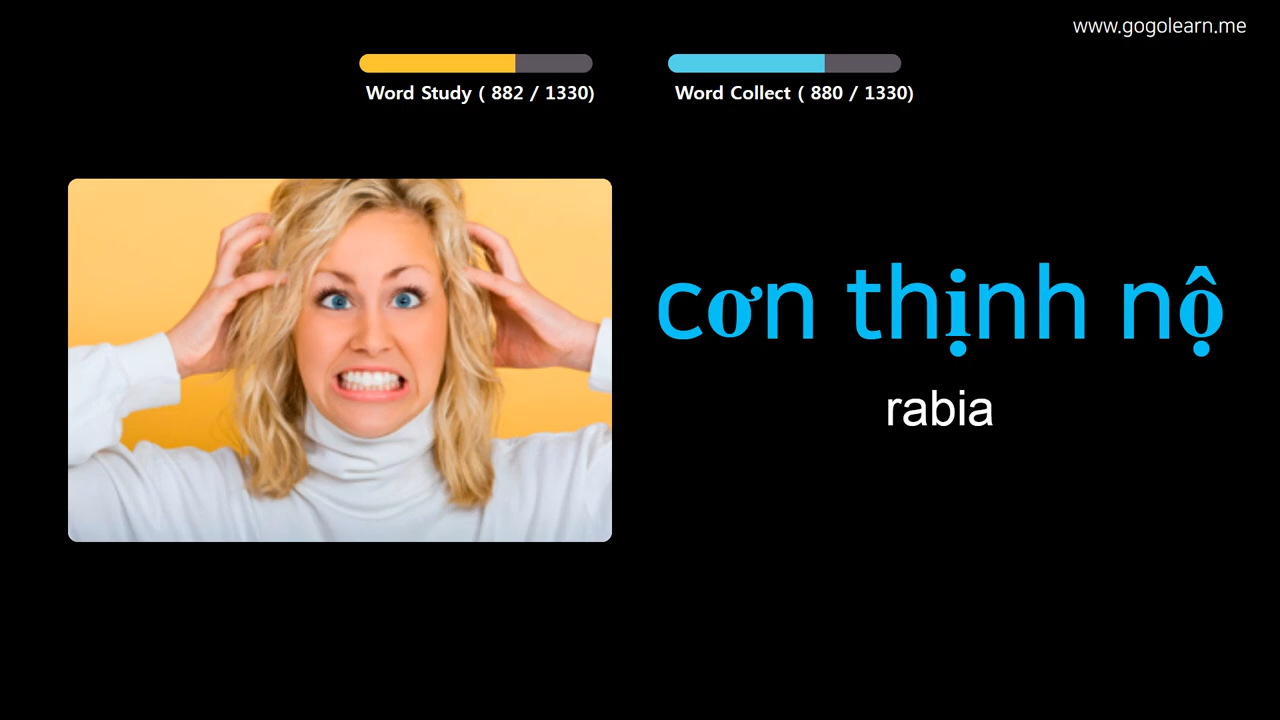 www.gogolearn.me
Word Study ( 882 / 1330)
Word Collect ( 880 / 1330)
cơn thịnh nộ
rabia